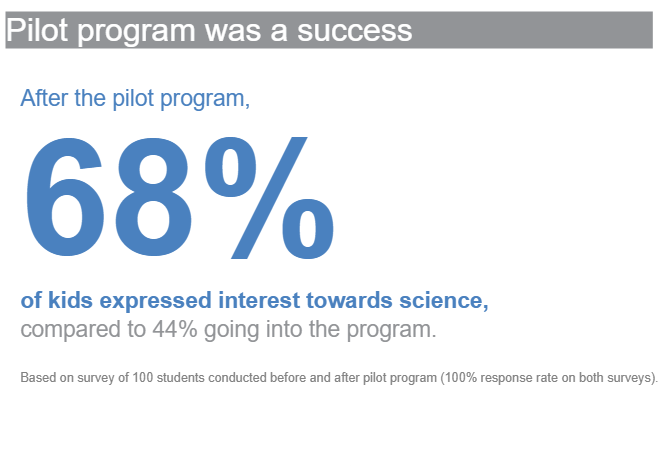 Pilot program was a success
After the pilot program,
68%
of kids expressed interest towards science,
compared to 44% going into the program.
Based on survey of 100 students conducted before and after pilot program (100% response rate on both surveys).